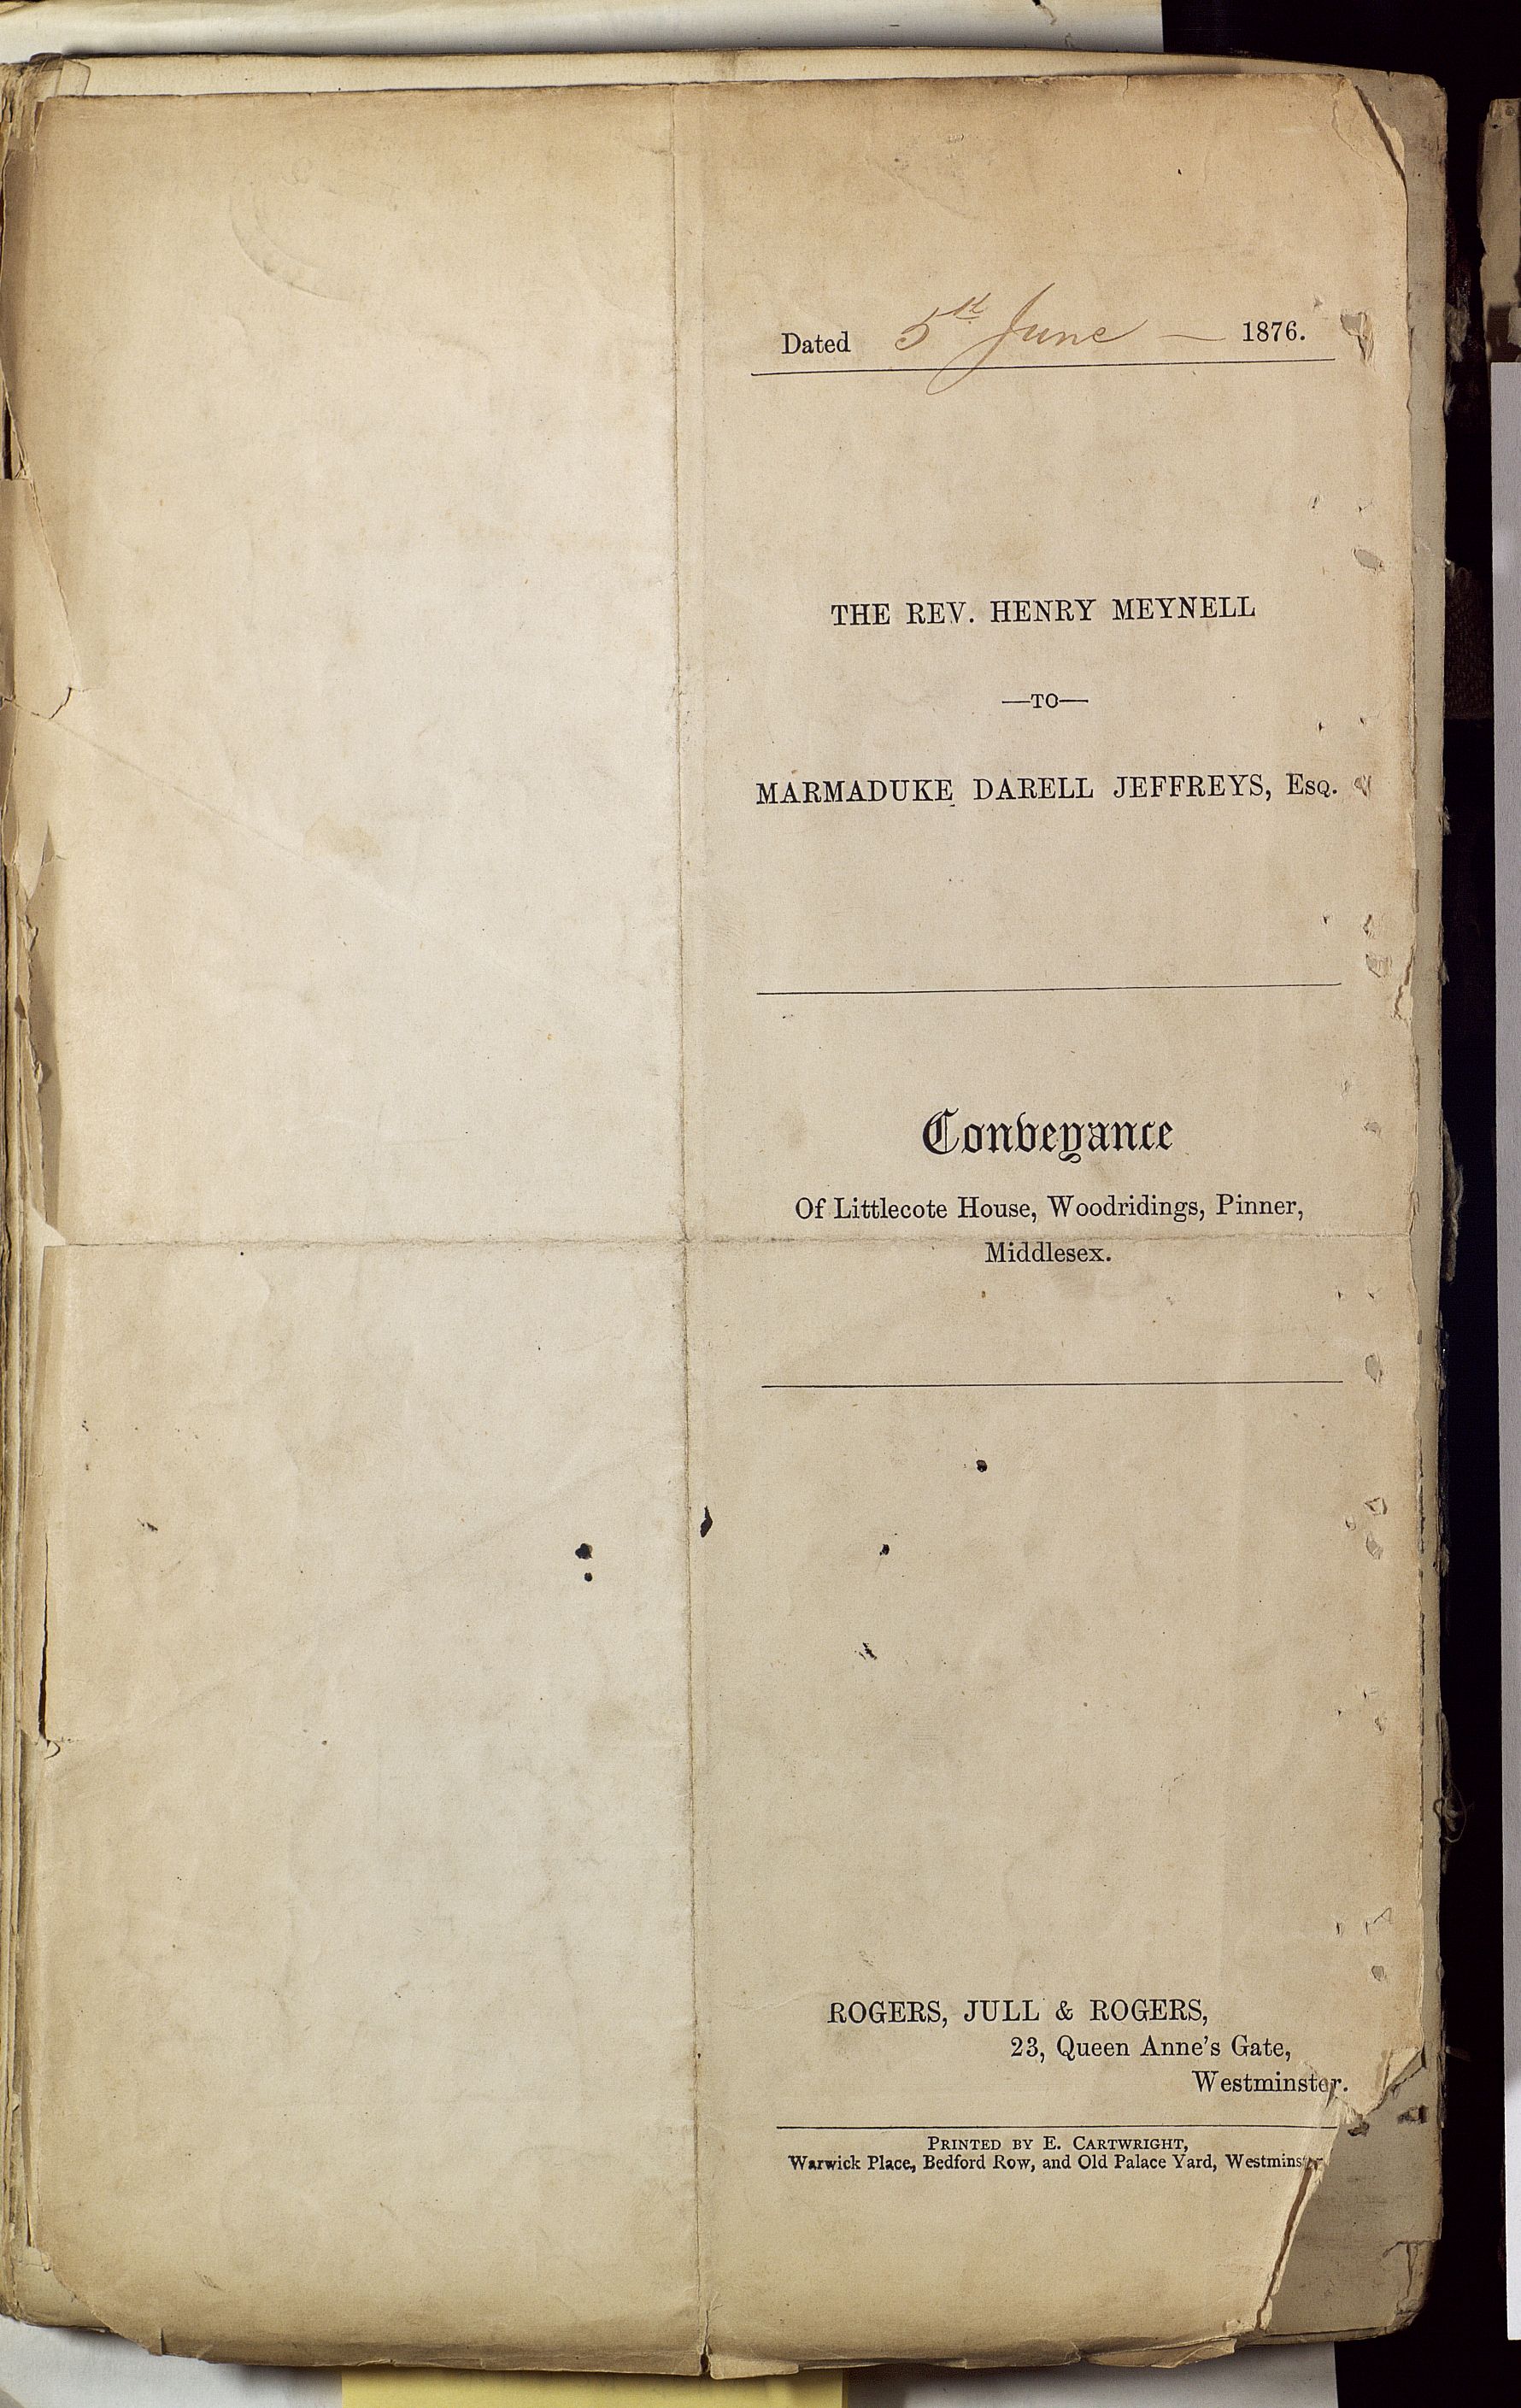 Dated 5th June — 1876.
THE REV. HENRY MEYNELL
—TO—
MARMADUKE DARELL JEFFREYS, ESQ.
Conveyance
Of Littlecote House, Woodridings, Pinner,
Middlesex.
ROGERS, JULL & ROGERS,
23, Queen Anne's Gate,
Westminster.
PRINTED BY E. CARTWRIGHT,
Warwick Place, Bedford Row, and Old Palace Yard, Westminster